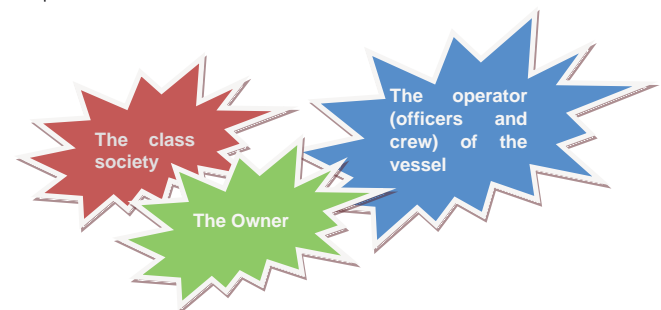 The class
society
The operator
(officers and
crew) of the
vessel
The Owner